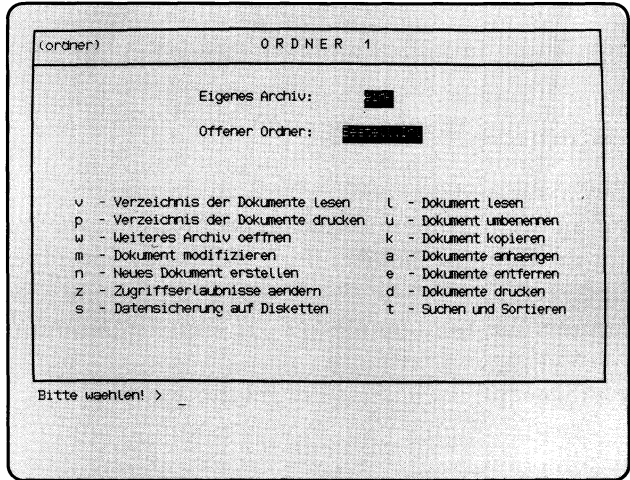 (ordner) ORDNER 1
Eigenes Archiv:
Offener Ordner:
v - Verzeichnis der Dokumente lesen l - Dokument lesen
p - Verzeichnis der Dokumente drucken u - Dokument umbenennen
w - Weiteres Archiv oeffnen k - Dokument kopieren
m - Dokument modifizieren a - Dokumente anhaengen
n - Neues Dokument erstellen e - Dokumente entfernen
z - Zugriffserlaubnisse aendern d - Dokumente drucken
s - Datensicherung auf Disketten t - Suchen und Sortieren
Bitte waehlen! > _